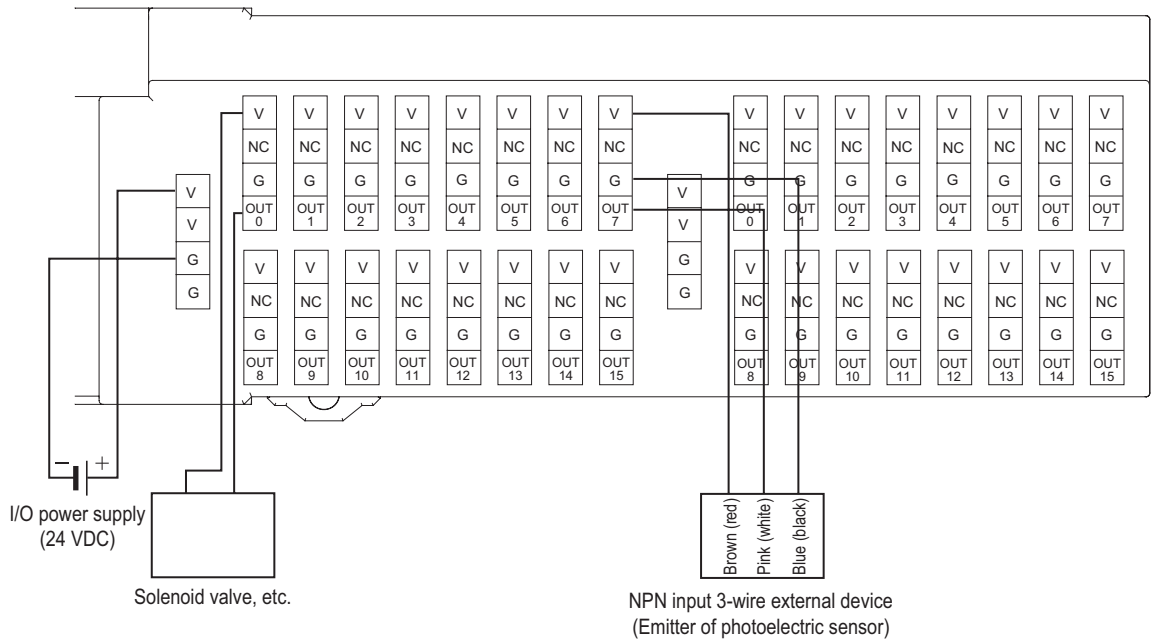 V V V V V V V V V V V V V V V V
NC NC NC NC NC NC NC NC NC NC NC NC NC NC NC NC
G G G G G G G G G G G G G G G G
OUT OUT OUT OUT OUT OUT OUT OUT OUT OUT OUT OUT OUT OUT OUT OUT
0 1 2 3 4 5 6 7 0 1 2 3 4 5 6 7
V V
V V
G G
G G
V V V V V V V V V V V V V V V V
NC NC NC NC NC NC NC NC NC NC NC NC NC NC NC NC
G G G G G G G G G G G G G G G G
OUT OUT OUT OUT OUT OUT OUT OUT OUT OUT OUT OUT OUT OUT OUT OUT
8 9 10 11 12 13 14 15 8 9 10 11 12 13 14 15
− +
I/O power supply
(24 VDC)
Solenoid valve, etc.
Brown (red)
Pink (white)
Blue (black)
NPN input 3-wire external device
(Emitter of photoelectric sensor)